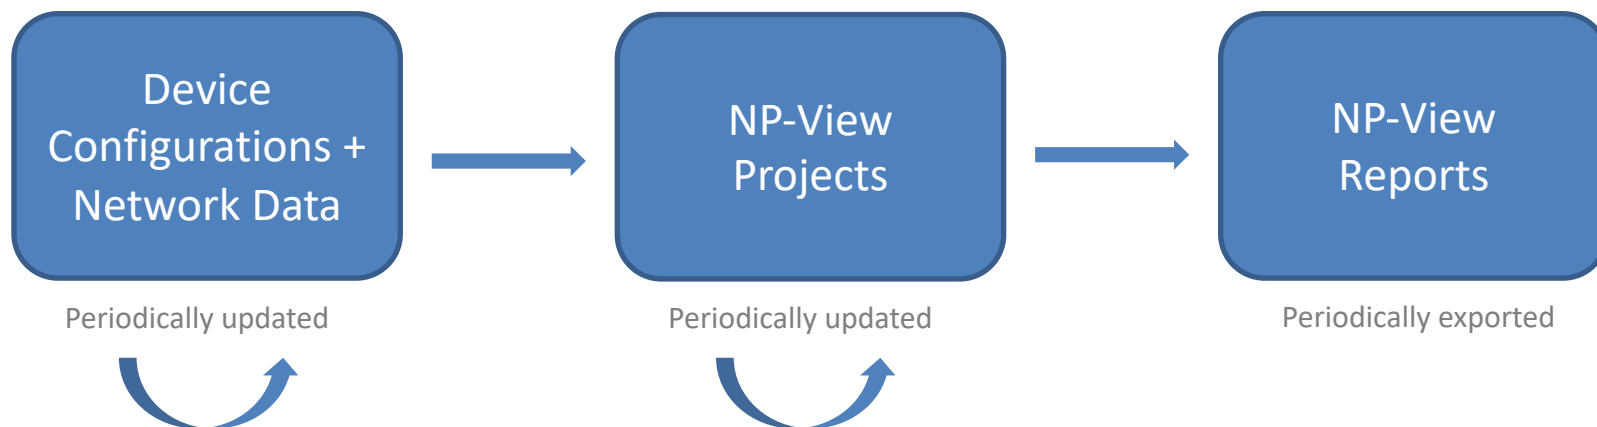 Device
Configurations +
Network Data
NP-View
Projects
NP-View
Reports
Periodically updated
Periodically updated
Periodically exported